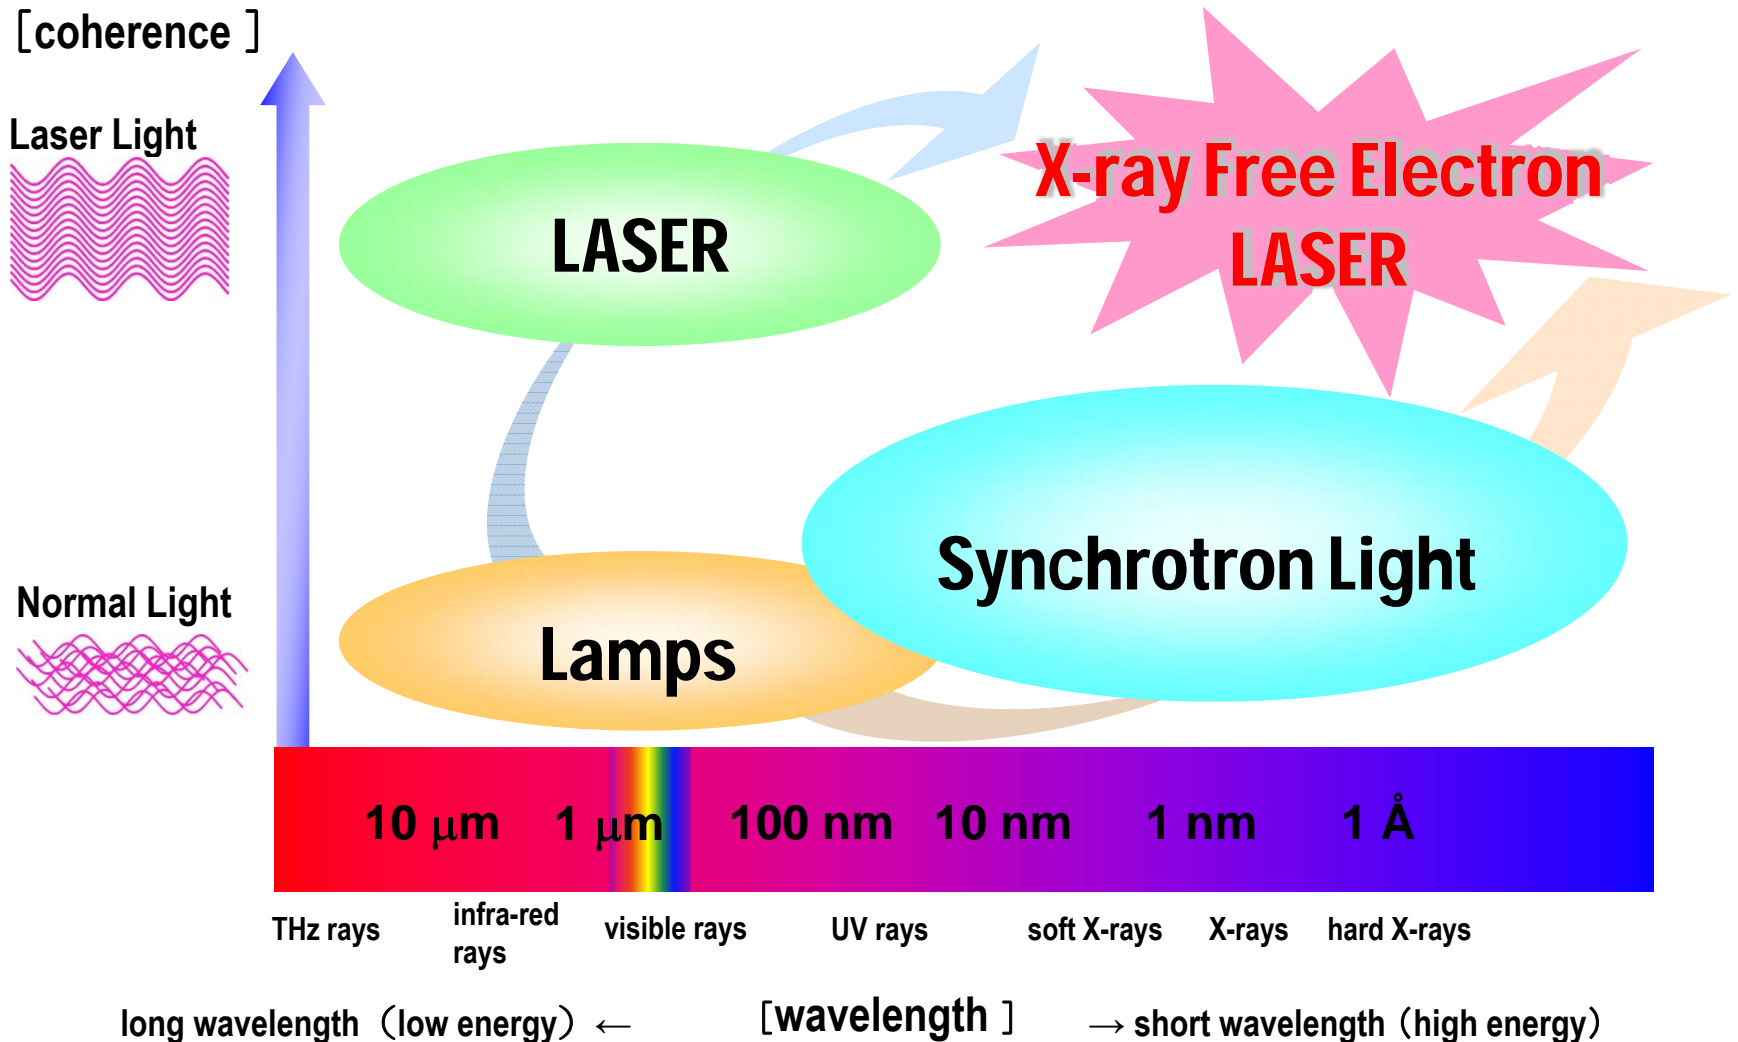 ［coherence ］
Laser Light
X-ray Free Electron
LASER
LASER
Synchrotron Light
Normal Light
Lamps
10 μm 1 μm 100 nm 10 nm 1 nm 1 Å
THz rays infra-red rays visible rays UV rays soft X-rays X-rays hard X-rays
long wavelength（low energy）← ［wavelength ］ → short wavelength（high energy）